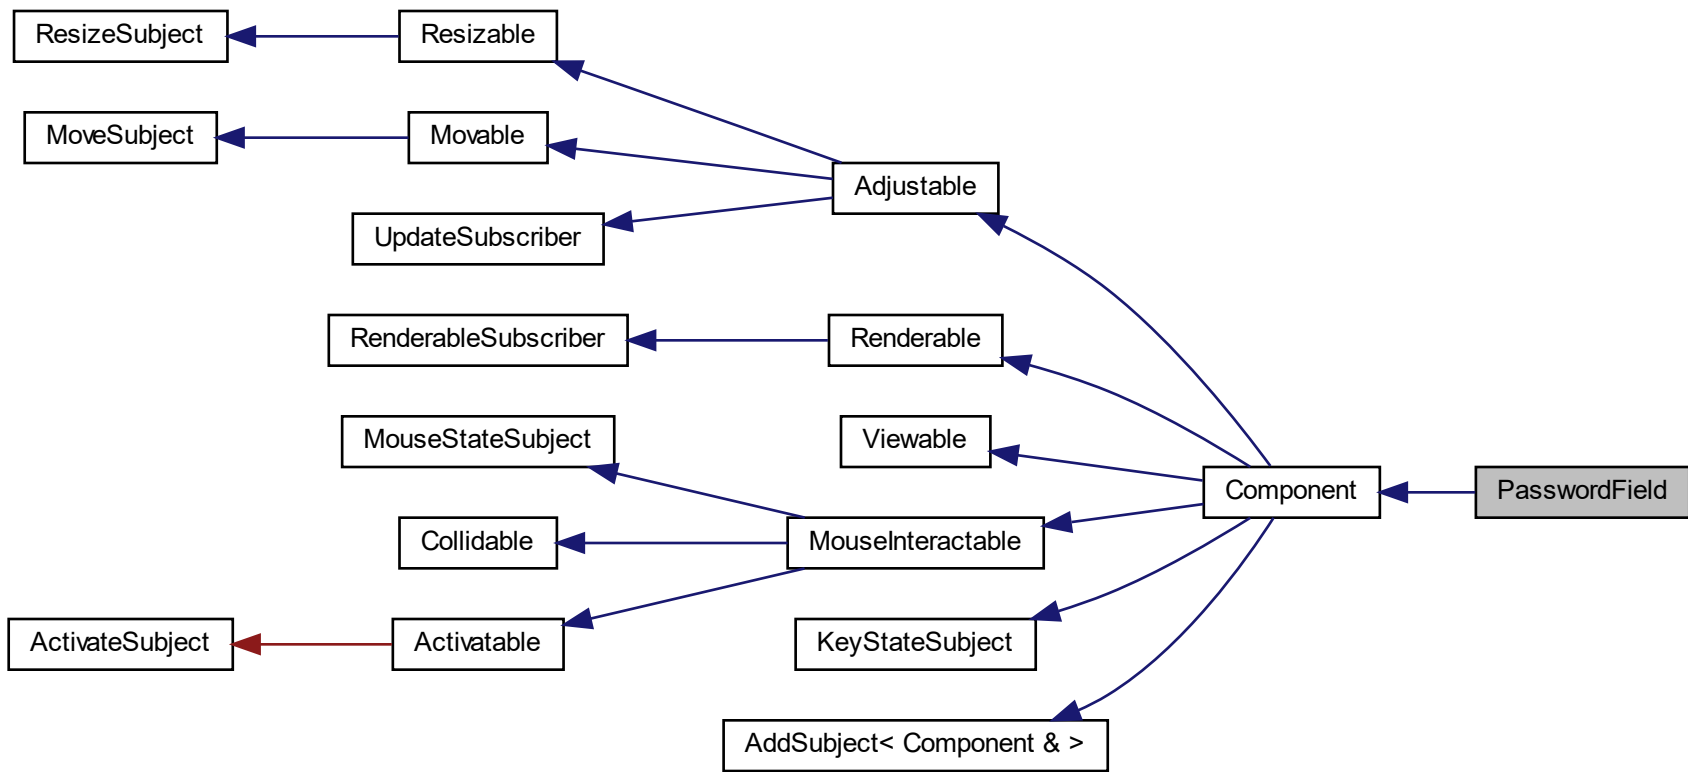 ResizeSubject
Resizable
MoveSubject
Movable
Adjustable
UpdateSubscriber
RenderableSubscriber
Renderable
MouseStateSubject
Viewable
Component
PasswordField
Collidable
MouseInteractable
ActivateSubject
Activatable
KeyStateSubject
AddSubject< Component & >